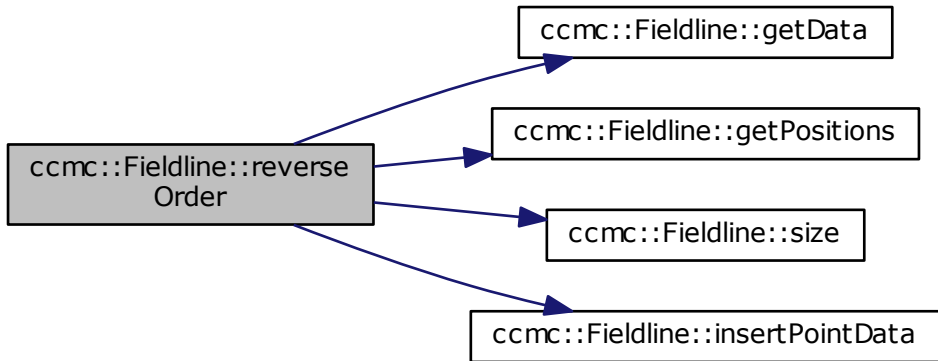 ccmc::Fieldline::getData
ccmc::Fieldline::getPositions
ccmc::Fieldline::reverse
Order
ccmc::Fieldline::size
ccmc::Fieldline::insertPointData